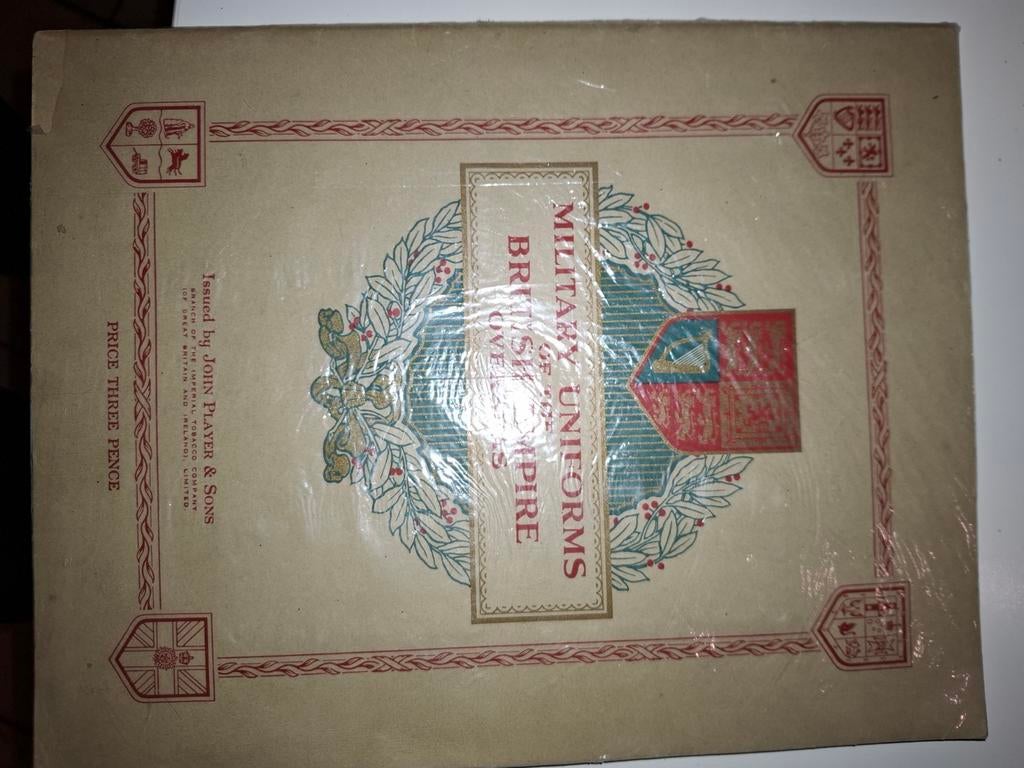 MILITARY UNIFORMS
OF THE
BRITISH EMPIRE
OVERSEAS
Issued by JOHN PLAYER & SONS
BRANCH OF THE IMPERIAL TOBACCO COMPANY
(OF GREAT BRITAIN AND IRELAND), LIMITED.
PRICE THREE PENCE